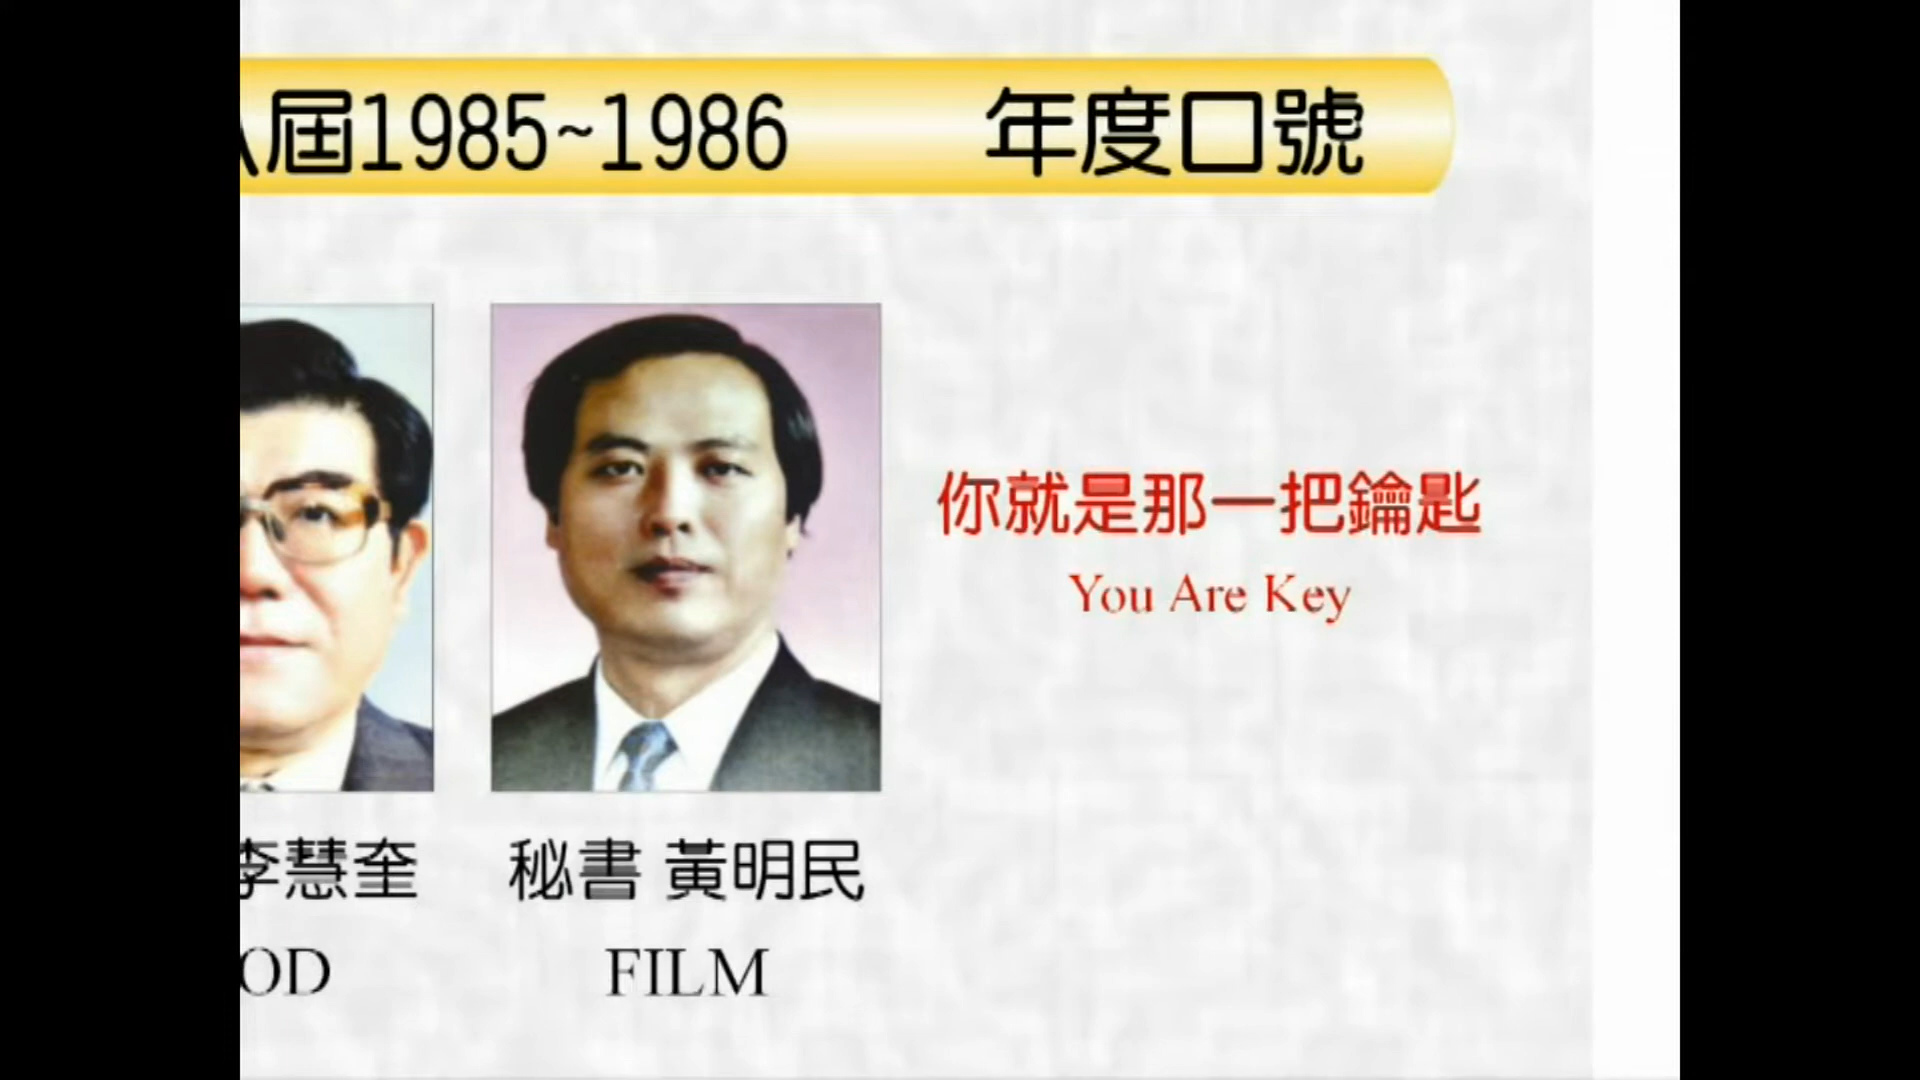 八屆1985~1986 年度口號
你就是那一把鑰匙
You Are Key
李慧奎 秘書 黃明民
OD FILM